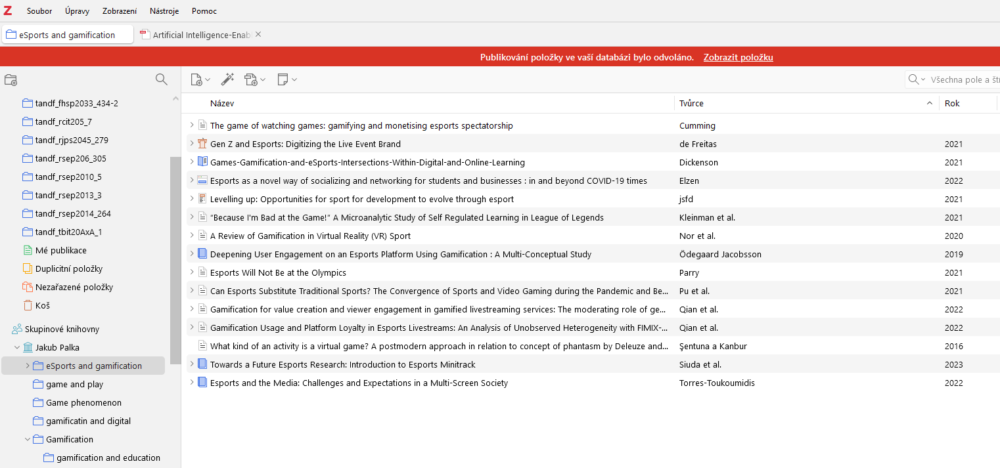 Z Soubor Úpravy Zobrazení Nástroje Pomoc
eSports and gamification Artificial Intelligence-Enab
Publikování položky ve vaší databázi bylo odvoláno. Zobrazit položku
Všechna pole a ští
Název Tvůrce Rok
tandf_fhsp2033_434-2
tandf_rcit205_7
tandf_rjps2045_279
tandf_rsep206_305
tandf_rsep2010_5
tandf_rsep2013_3
tandf_rsep2014_264
tandf_tbit20AxA_1
Mé publikace
Duplicitní položky
Nezařazené položky
Koš
Skupinové knihovny
Jakub Palka
eSports and gamification
game and play
Game phenomenon
gamificatin and digital
Gamification
gamification and education
The game of watching games: gamifying and monetising esports spectatorship Cumming
Gen Z and Esports: Digitizing the Live Event Brand de Freitas 2021
Games-Gamification-and-eSports-Intersections-Within-Digital-and-Online-Learning Dickenson 2021
Esports as a novel way of socializing and networking for students and businesses : in and beyond COVID-19 times Elzen 2022
Levelling up: Opportunities for sport for development to evolve through esport jsfd 2021
“Because I'm Bad at the Game!” A Microanalytic Study of Self Regulated Learning in League of Legends Kleinman et al. 2021
A Review of Gamification in Virtual Reality (VR) Sport Nor et al. 2020
Deepening User Engagement on an Esports Platform Using Gamification : A Multi-Conceptual Study Ödegaard Jacobsson 2019
Esports Will Not Be at the Olympics Parry 2021
Can Esports Substitute Traditional Sports? The Convergence of Sports and Video Gaming during the Pandemic and Be... Pu et al. 2021
Gamification for value creation and viewer engagement in gamified livestreaming services: The moderating role of ge... Qian et al. 2022
Gamification Usage and Platform Loyalty in Esports Livestreams: An Analysis of Unobserved Heterogeneity with FIMIX-... Qian et al. 2022
What kind of an activity is a virtual game? A postmodern approach in relation to concept of phantasm by Deleuze and... Şentuna a Kanbur 2016
Towards a Future Esports Research: Introduction to Esports Minitrack Siuda et al. 2023
Esports and the Media: Challenges and Expectations in a Multi-Screen Society Torres-Toukoumidis 2022